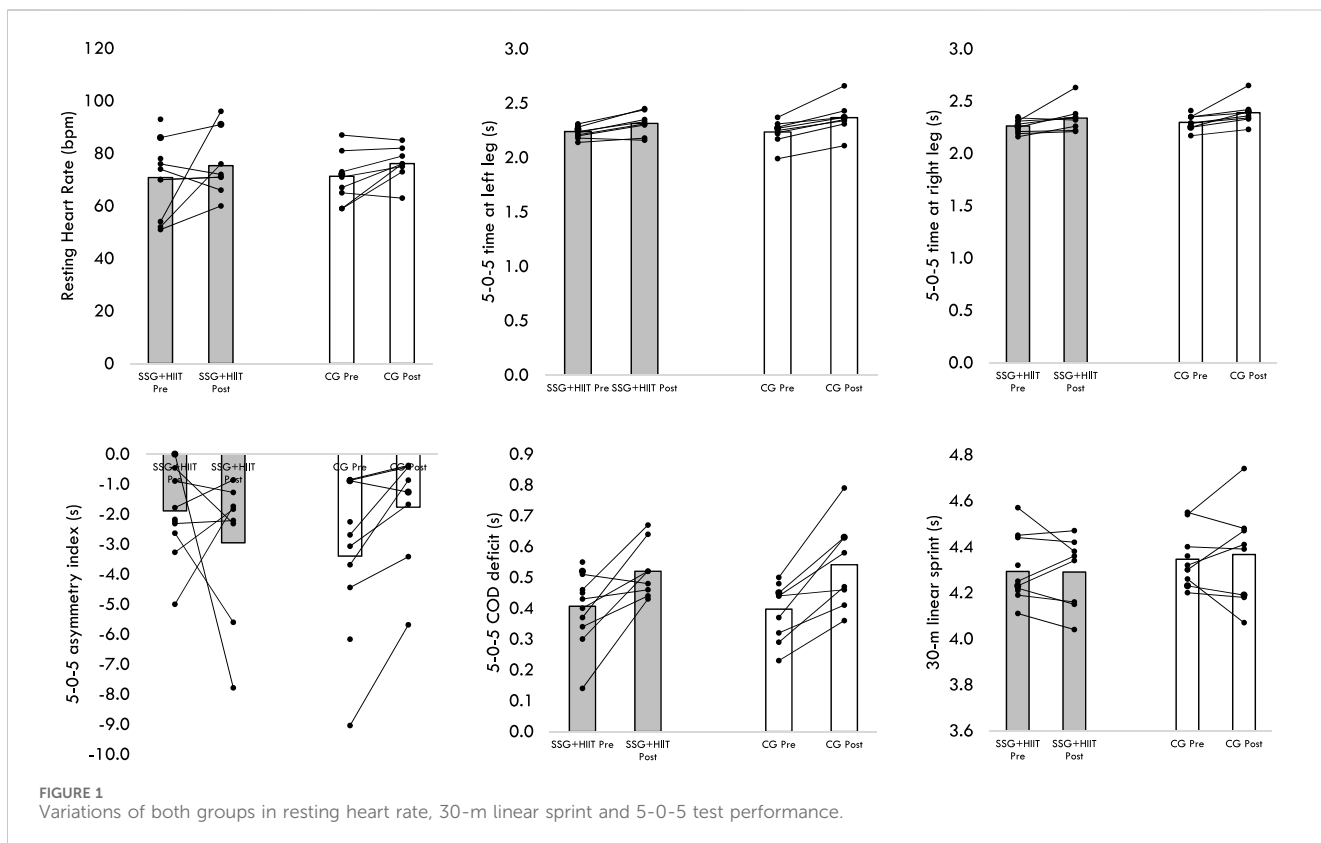 Resting Heart Rate (bpm)
120
100
80
60
40
20
0
SSG+HIIT
Pre
SSG+HIIT
Post
CG Pre
CG Post
5-0-5 time at left leg (s)
3.0
2.5
2.0
1.5
1.0
0.5
0.0
SSG+HIIT Pre
SSG+HIIT Post
CG Pre
CG Post
5-0-5 time at right leg (s)
3.0
2.5
2.0
1.5
1.0
0.5
0.0
SSG+HIIT
Pre
SSG+HIIT
Post
CG Pre
CG Post
5-0-5 asymmetry index (s)
0.0
-1.0
-2.0
-3.0
-4.0
-5.0
-6.0
-7.0
-8.0
-9.0
-10.0
SSG+HIIT
Pre
SSG+HIIT
Post
CG Pre
CG Post
5-0-5 COD deficit (s)
0.9
0.8
0.7
0.6
0.5
0.4
0.3
0.2
0.1
0.0
SSG+HIIT Pre
SSG+HIIT
Post
CG Pre
CG Post
30-m linear sprint (s)
4.8
4.6
4.4
4.2
4.0
3.8
3.6
SSG+HIIT
Pre
SSG+HIIT
Post
CG Pre
CG Post
FIGURE 1
Variations of both groups in resting heart rate, 30-m linear sprint and 5-0-5 test performance.